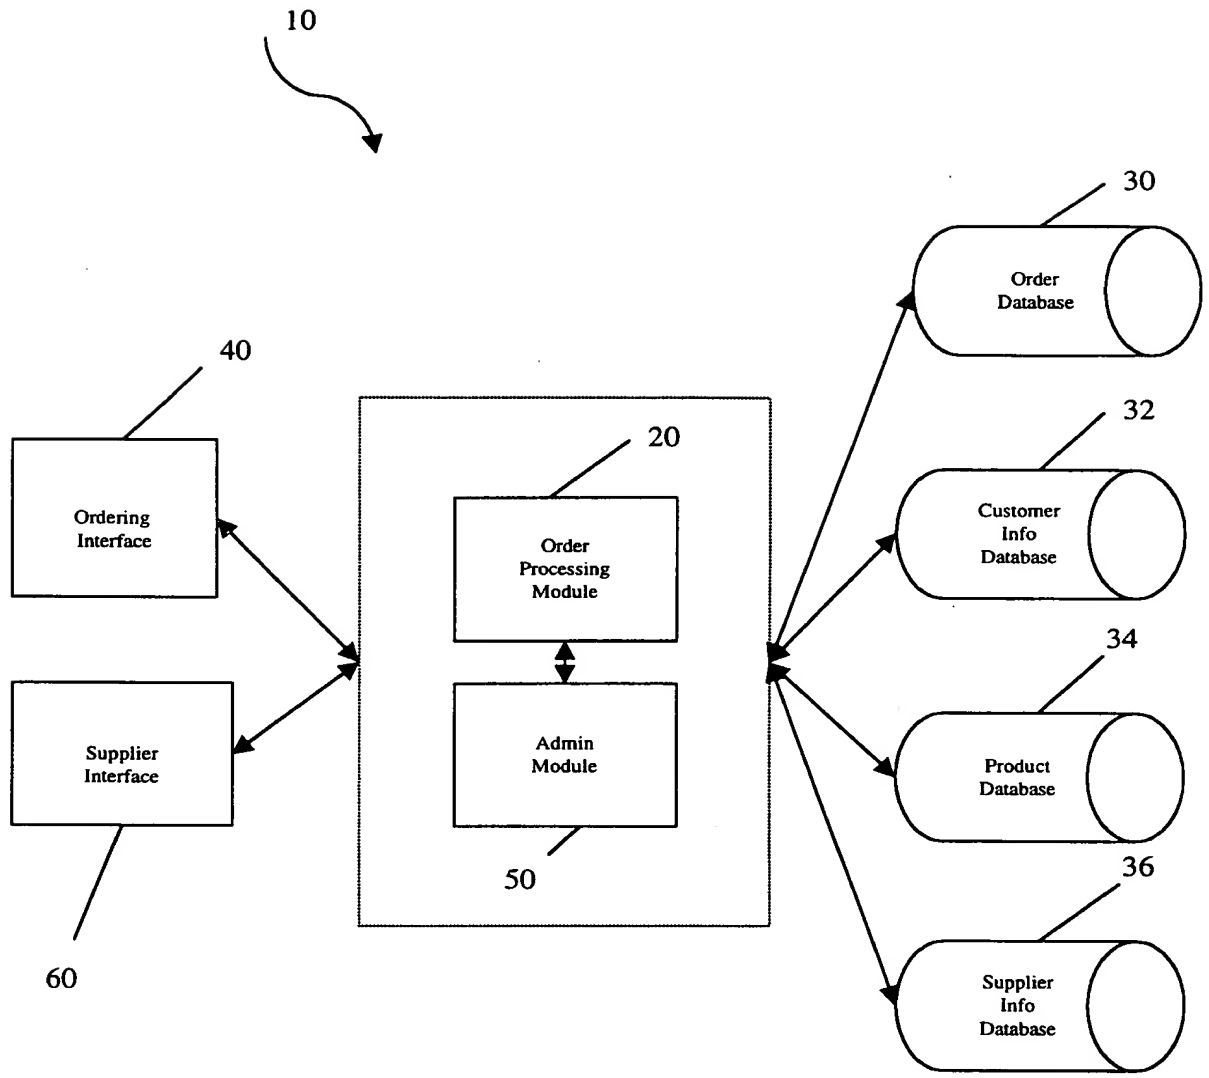 10
30
Order
Database
40
32
20
Customer
Info
Database
Ordering
Interface
Order
Processing
Module
34
Supplier
Interface
Admin
Module
Product
Database
50
36
60
Supplier
Info
Database